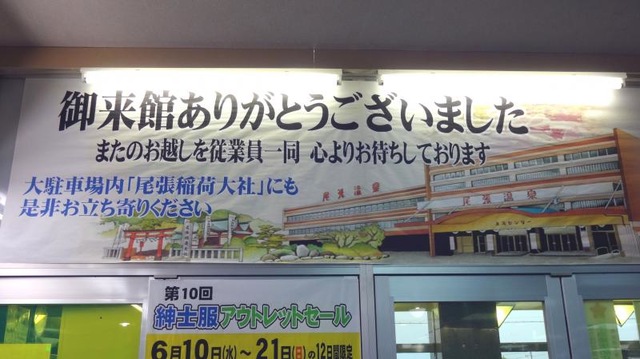 御来館ありがとうございました
またのお越しを従業員一同 心よりお待ちしております
大駐車場内「尾張稲荷大社」にも
是非お立ち寄りください
尾張温泉
尾張温泉
第10回
紳士服アウトレットセール
6月10日(水)～21日(日)の12日間限定